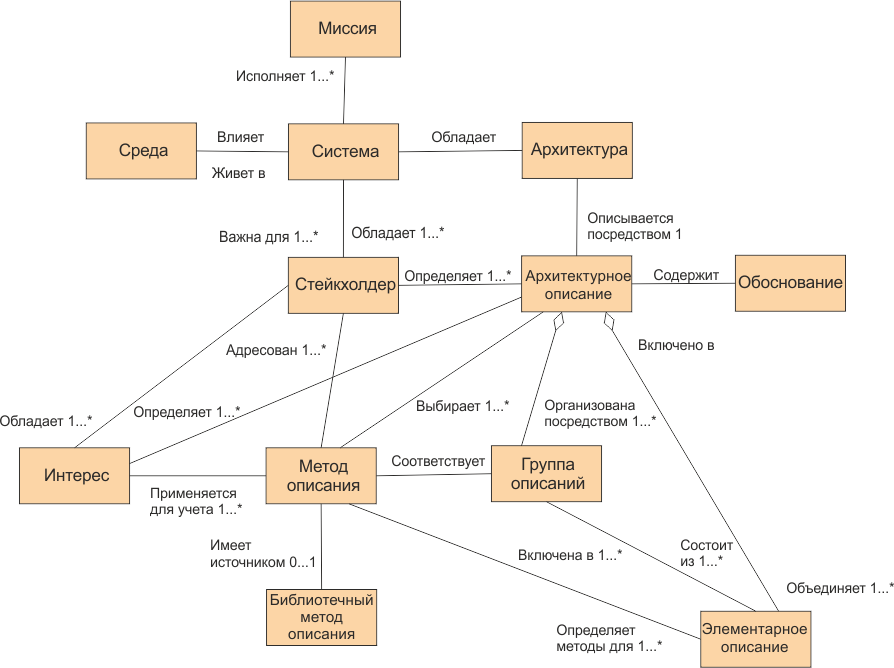 Миссия
Исполняет 1...*
Среда
Влияет
Живет в
Система
Обладает
Архитектура
Описывается
посредством 1
Важна для 1...*
Обладает 1...*
Стейкхолдер
Определяет 1...*
Архитектурное
описание
Содержит
Обоснование
Адресован 1...*
Включено в
Обладает 1...*
Определяет 1...*
Выбирает 1...*
Организована
посредством 1...*
Интерес
Применяется
для учета 1...*
Метод
описания
Соответствует
Группа
описаний
Имеет
источником 0...1
Включена в 1...*
Состоит
из 1...*
Объединяет 1...*
Библиотечный
метод
описания
Определяет
методы для 1...*
Элементарное
описание